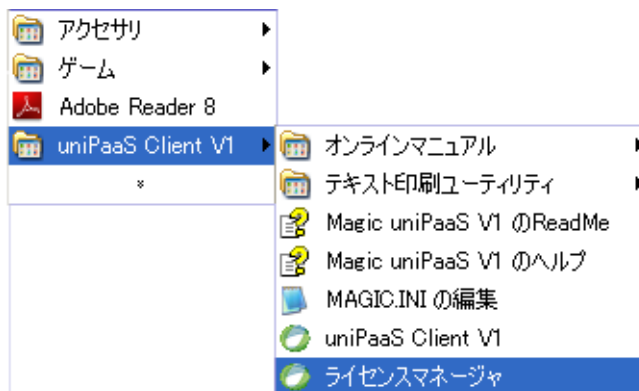 アクセサリ
ゲーム
Adobe Reader 8
uniPaaS Client V1
オンラインマニュアル
テキスト印刷ユーティリティ
Magic uniPaaS V1 のReadMe
Magic uniPaaS V1 のヘルプ
MAGIC.INI の編集
uniPaaS Client V1
ライセンスマネージャ